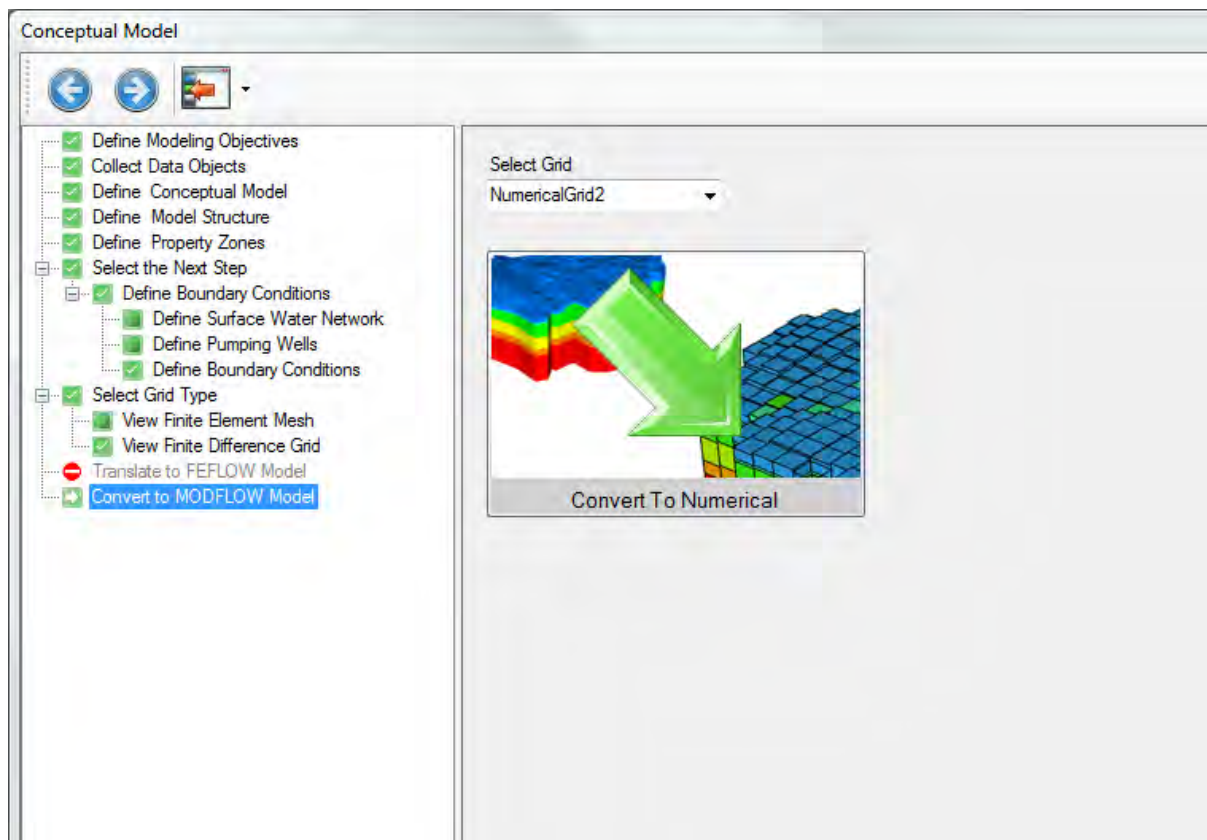 Conceptual Model
Define Modeling Objectives
Collect Data Objects
Define Conceptual Model
Define Model Structure
Define Property Zones
Select the Next Step
Define Boundary Conditions
Define Surface Water Network
Define Pumping Wells
Define Boundary Conditions
Select Grid Type
View Finite Element Mesh
View Finite Difference Grid
Translate to FEFLOW Model
Convert to MODFLOW Model
Select Grid
NumericalGrid2
Convert To Numerical